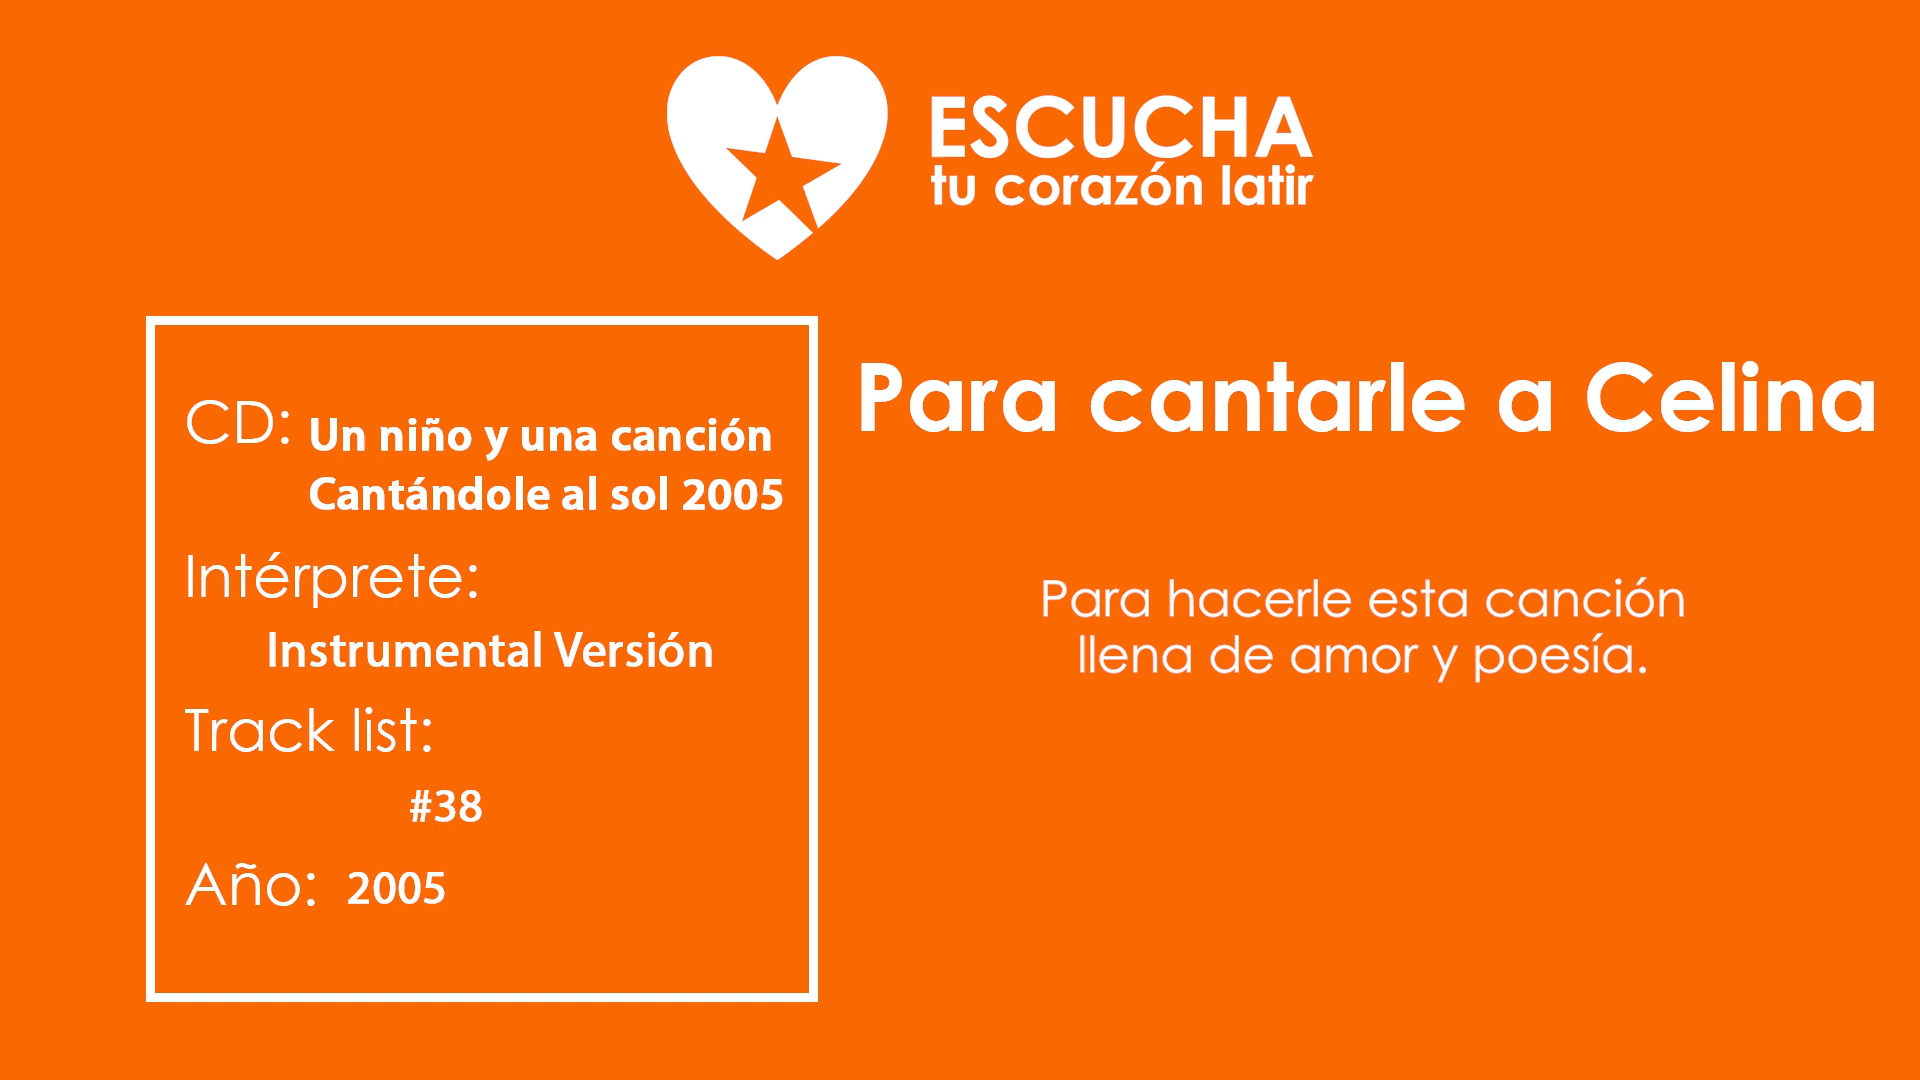 ESCUCHA
tu corazón latir
CD: Un niño y una canción
Cantándole al sol 2005
Intérprete:
Instrumental Versión
Track list:
#38
Año: 2005
Para cantarle a Celina
Para hacerle esta canción
llena de amor y poesía.